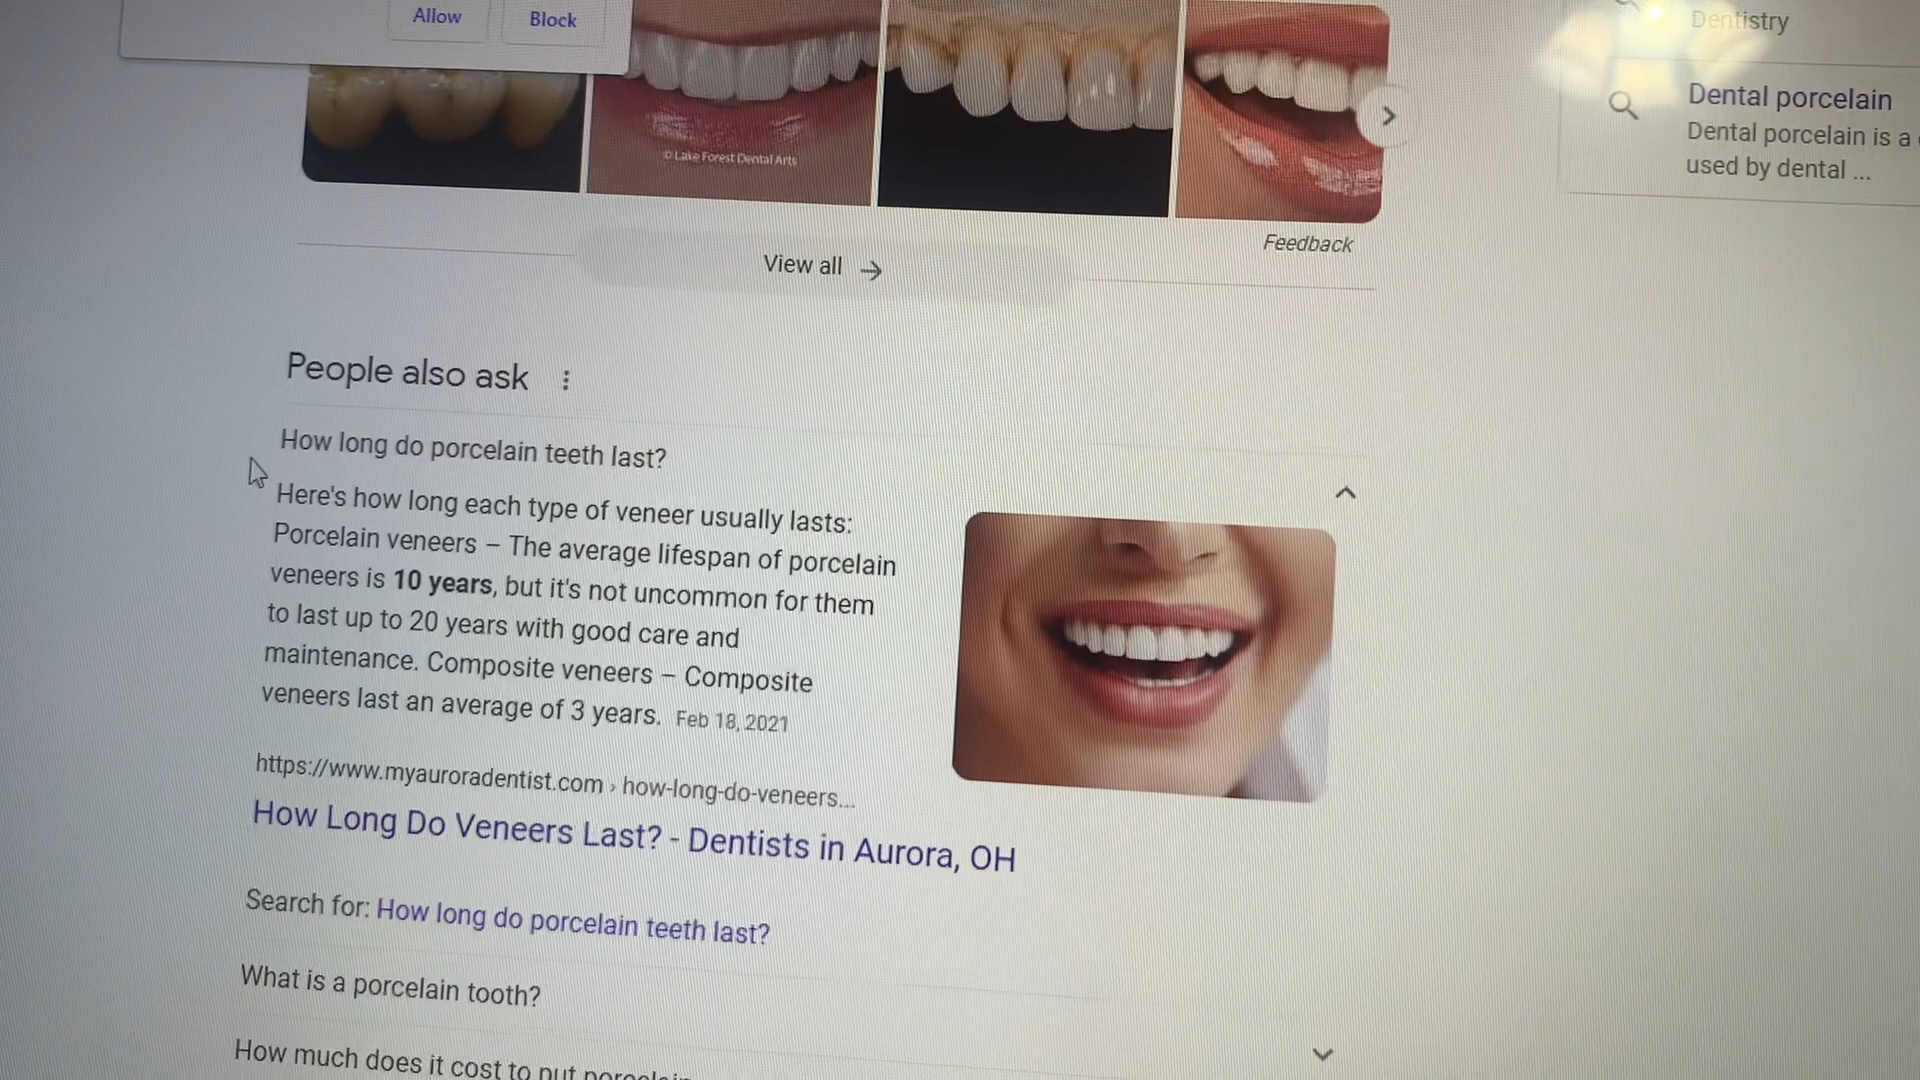 Allow
Block
© Lake Forest Dental Arts
Dentistry
Dental porcelain
Dental porcelain is a
used by dental ...
Feedback
View all
People also ask
How long do porcelain teeth last?
Here's how long each type of veneer usually lasts:
Porcelain veneers – The average lifespan of porcelain
veneers is 10 years, but it's not uncommon for them
to last up to 20 years with good care and
maintenance. Composite veneers – Composite
veneers last an average of 3 years. Feb 18, 2021
https://www.myauroradentist.com › how-long-do-veneers...
How Long Do Veneers Last? - Dentists in Aurora, OH
Search for: How long do porcelain teeth last?
What is a porcelain tooth?
How much does it cost to put porcelain